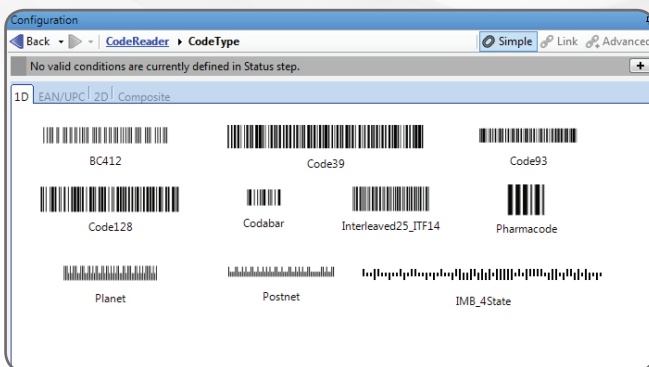 Configuration
Back CodeReader CodeType Simple Link Advanced
No valid conditions are currently defined in Status step.
1D EAN/UPC 2D Composite
BC412 Code39 Code93
Code128 Codabar Interleaved25_ITF14 Pharmacode
Planet Postnet IMB_4State